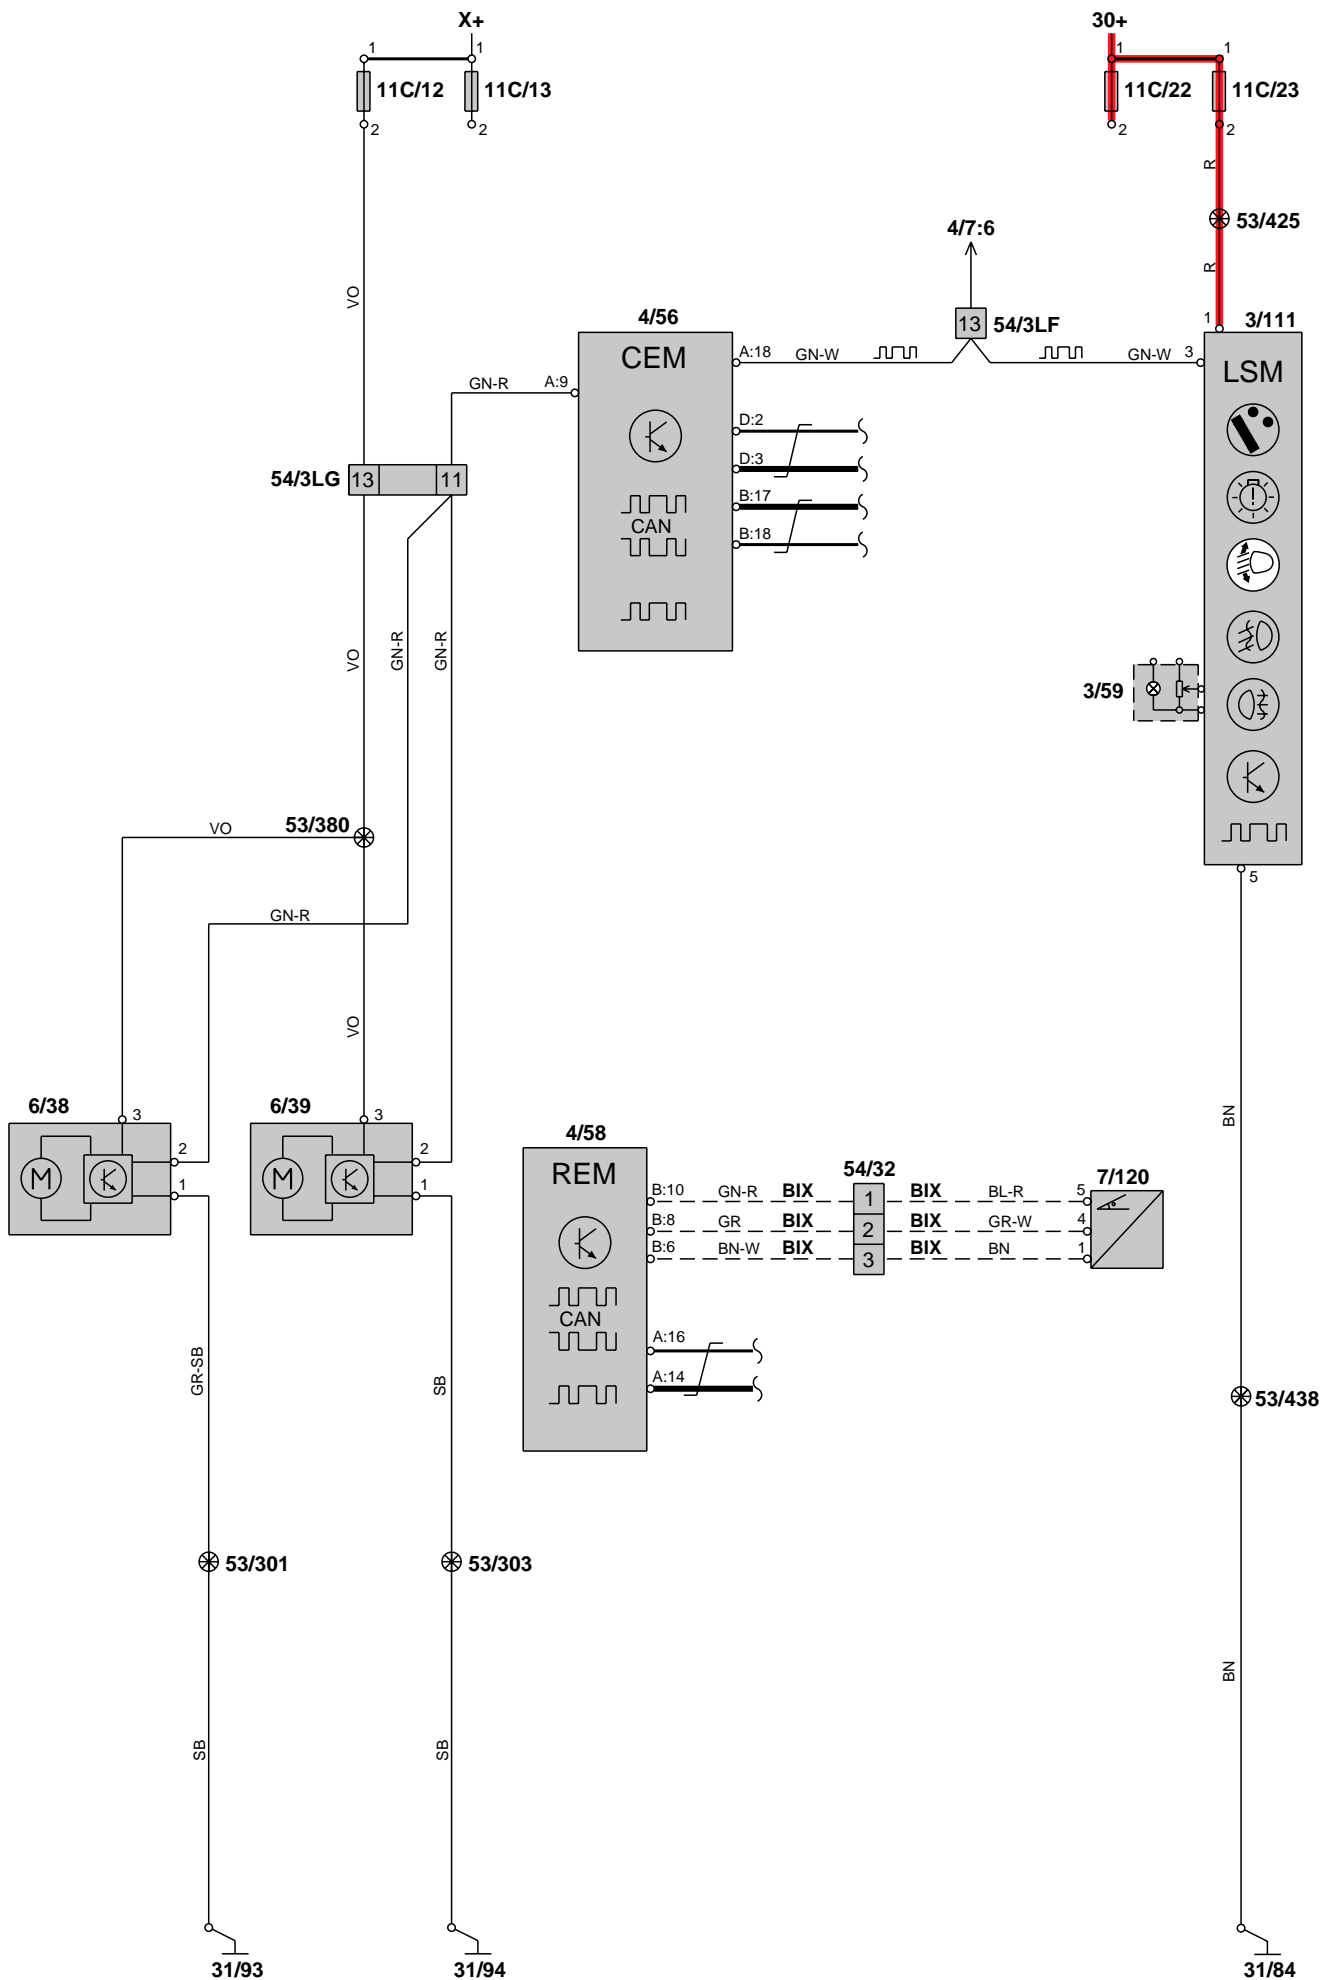 X+ 30+
1 1 1 1
11C/12 11C/13 11C/22 11C/23
2 2 2 2
R
53/425
4/7:6
R
VO
13 54/3LF
4/56 1 3/111
CEM A:18 GN-W GN-W 3 LSM
GN-R A:9
D:2
D:3
54/3LG 13 11
B:17
CAN
B:18
VO GN-R GN-R
3/59
53/380
VO
5
GN-R
VO
6/38 6/39
3 3
BN
4/58
2 2
M M
1 1
REM 54/32 7/120
B:10 GN-R BIX 1 BIX BL-R 5
B:8 GR BIX 2 BIX GR-W 4
B:6 BN-W BIX 3 BIX BN 1
CAN
A:16
GR-SB SB
A:14
53/438
53/301 53/303
BN
SB SB
31/93 31/94 31/84